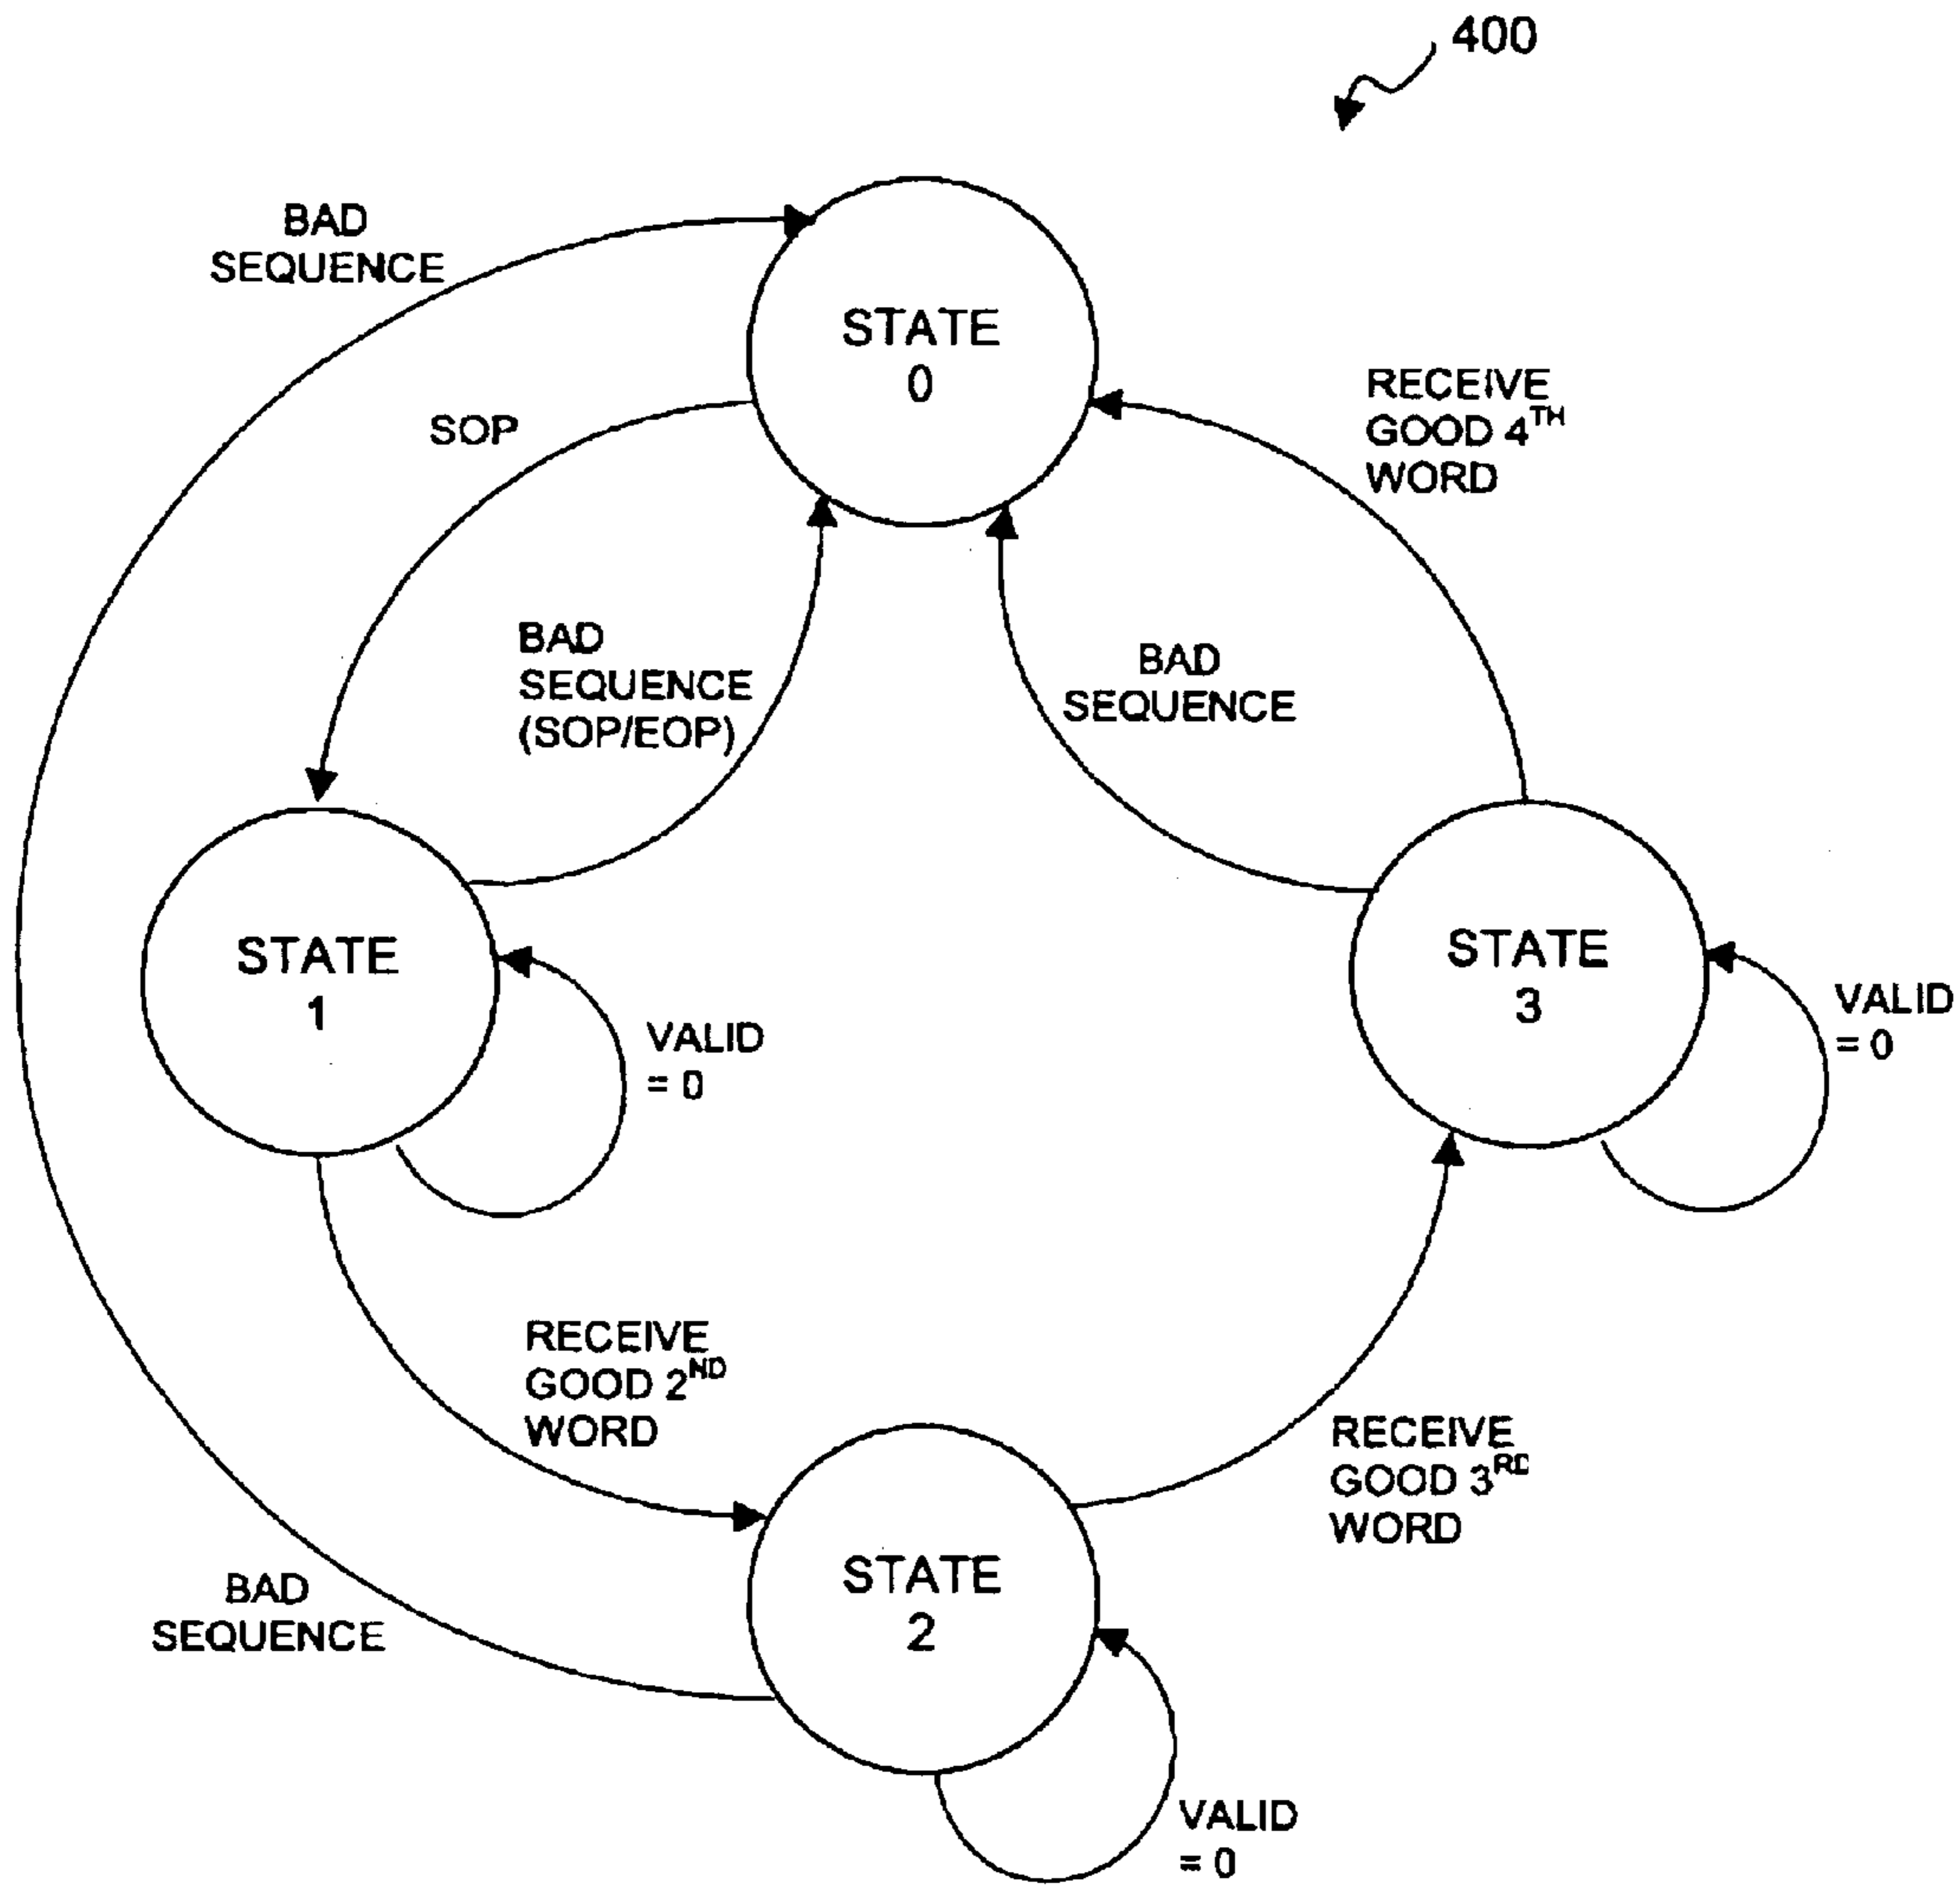 400
BAD
SEQUENCE
STATE
0
RECEIVE
GOOD 4TH
WORD
SOP
BAD
SEQUENCE
(SOP/EOP)
BAD
SEQUENCE
STATE
1
STATE
3
VALID
= 0
VALID
= 0
RECEIVE
GOOD 2ND
WORD
RECEIVE
GOOD 3RD
WORD
STATE
2
BAD
SEQUENCE
VALID
= 0